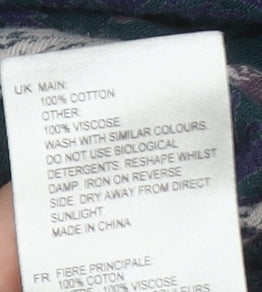 UK MAIN:
100% COTTON
OTHER:
100% VISCOSE
WASH WITH SIMILAR COLOURS.
DO NOT USE BIOLOGICAL
DETERGENTS. RESHAPE WHILST
DAMP. IRON ON REVERSE
SIDE. DRY AWAY FROM DIRECT
SUNLIGHT.
MADE IN CHINA
FR FIBRE PRINCIPALE:
100% COTON
100% VISCOSE